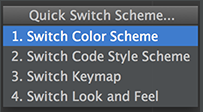 Quick Switch Scheme...
1. Switch Color Scheme
2. Switch Code Style Scheme
3. Switch Keymap
4. Switch Look and Feel